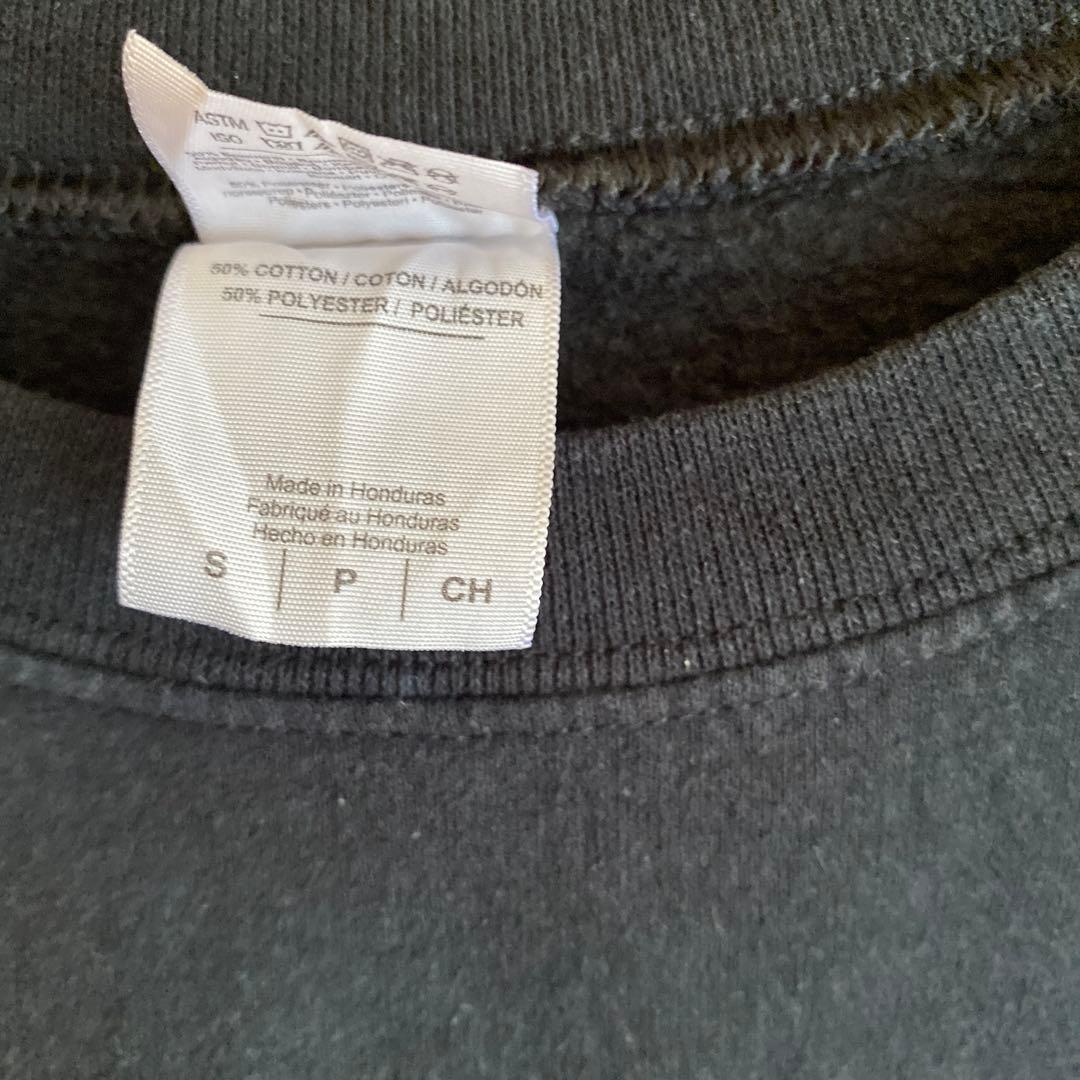 ASTM
ISO
50% COTTON / COTON / ALGODÓN
50% POLYESTER / POLIÉSTER
Made in Honduras
Fabriqué au Honduras
Hecho en Honduras
S | P | CH